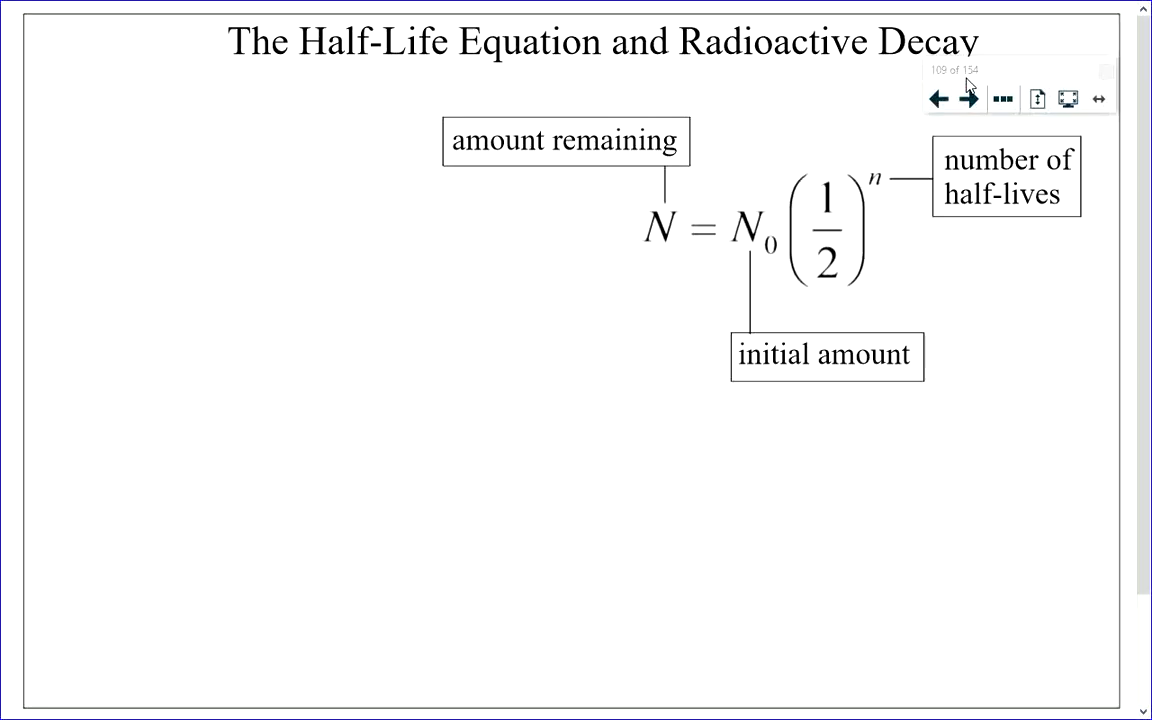 The Half-Life Equation and Radioactive Decay
109 of 154
amount remaining
number of
half-lives
N = N₀ (1/2)ⁿ
initial amount